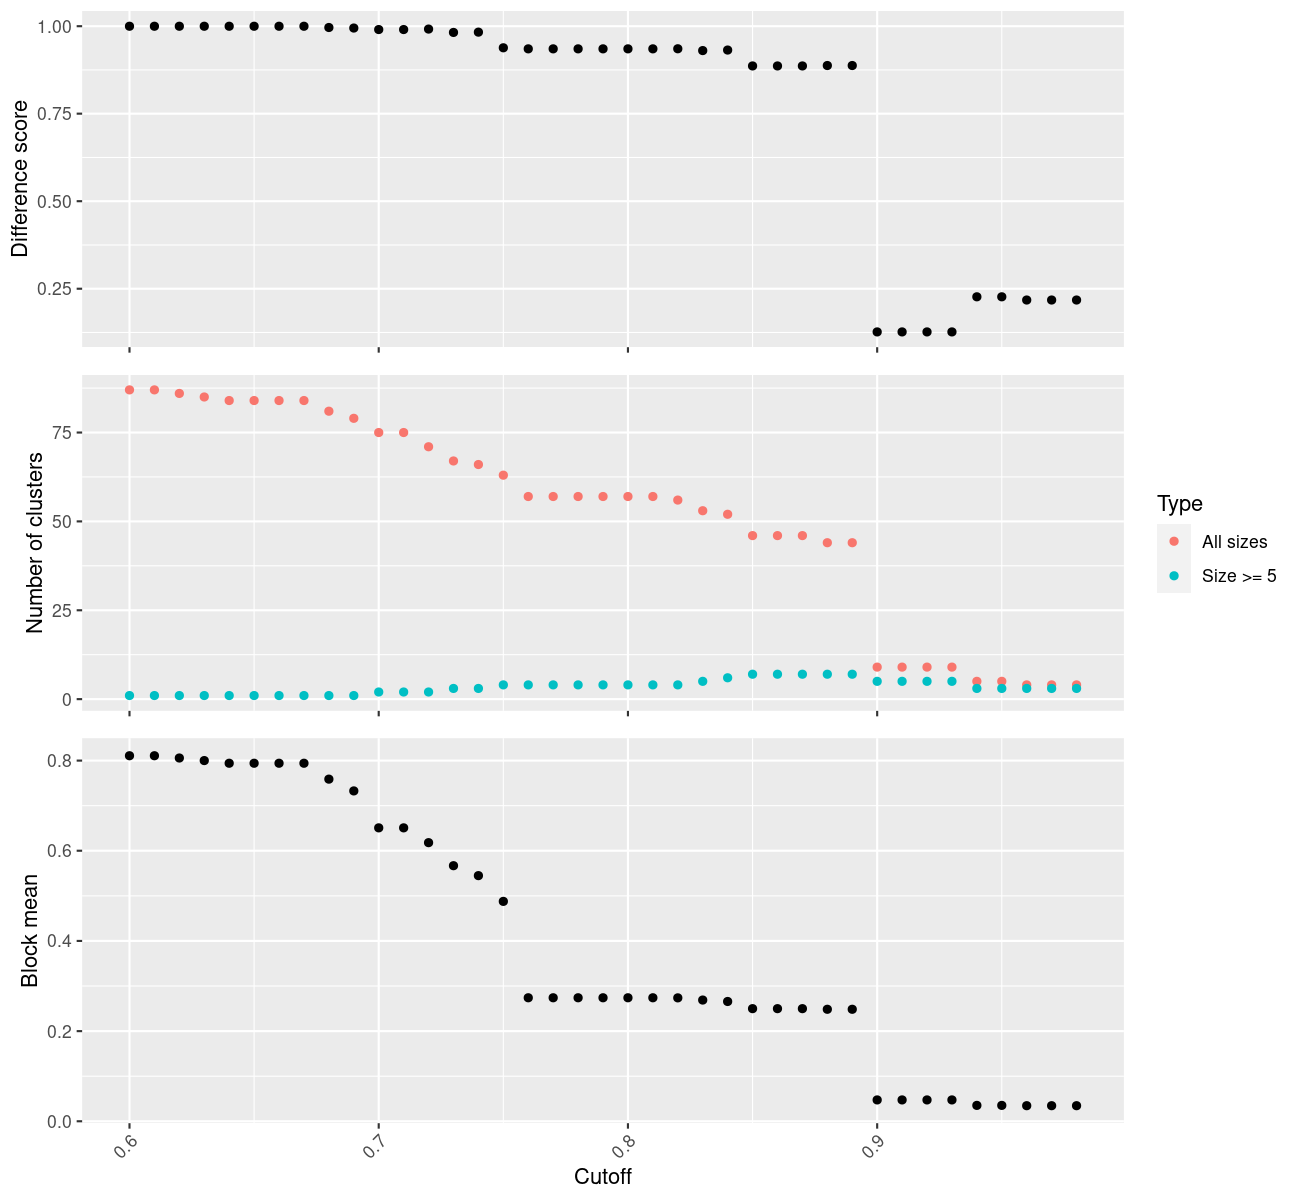 Difference score
1.00
0.75
0.50
0.25
Number of clusters
75
50
25
0
Type
All sizes
Size >= 5
Block mean
0.8
0.6
0.4
0.2
0.0
0.6 0.7 0.8 0.9
Cutoff